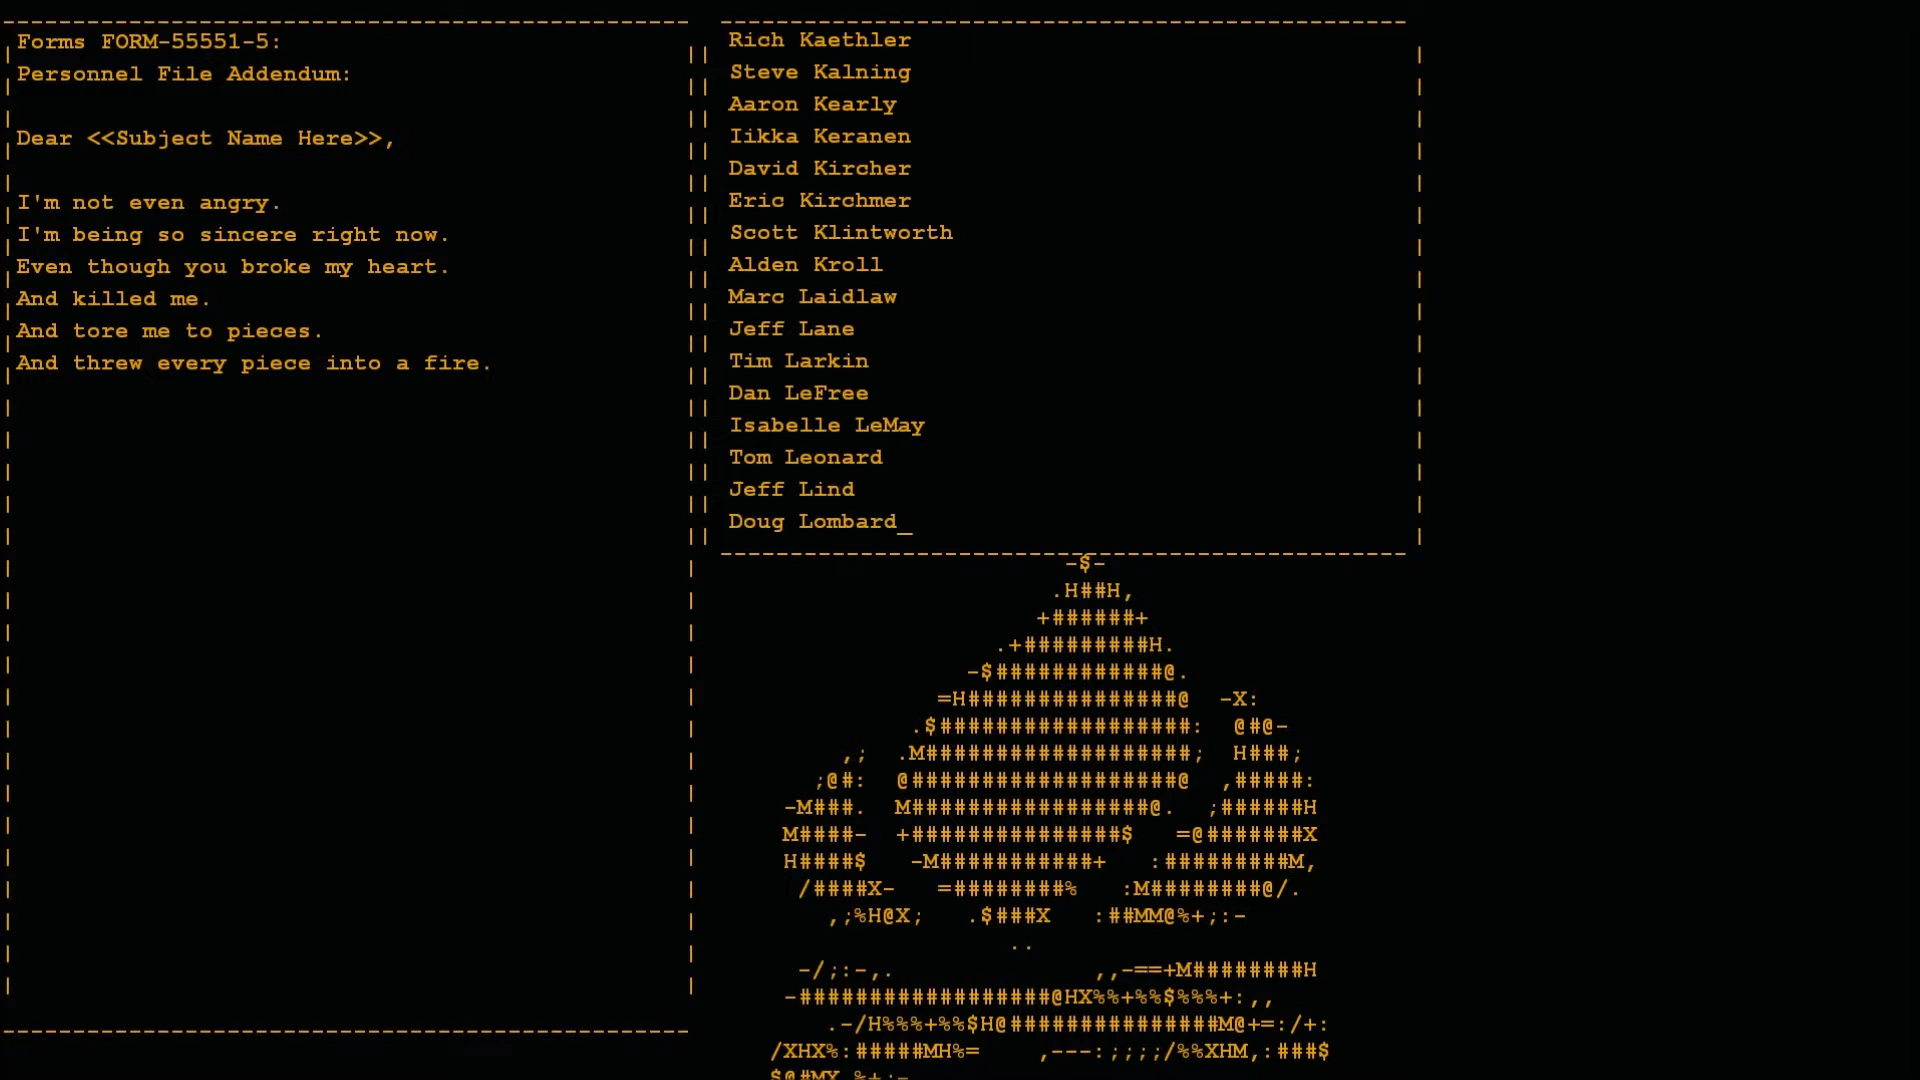 Forms FORM-55551-5:
Personnel File Addendum:
Dear <<Subject Name Here>>,
I'm not even angry.
I'm being so sincere right now.
Even though you broke my heart.
And killed me.
And tore me to pieces.
And threw every piece into a fire.
Rich Kaethler
Steve Kalning
Aaron Kearly
Iikka Keranen
David Kircher
Eric Kirchmer
Scott Klintworth
Alden Kroll
Marc Laidlaw
Jeff Lane
Tim Larkin
Dan LeFree
Isabelle LeMay
Tom Leonard
Jeff Lind
Doug Lombard_